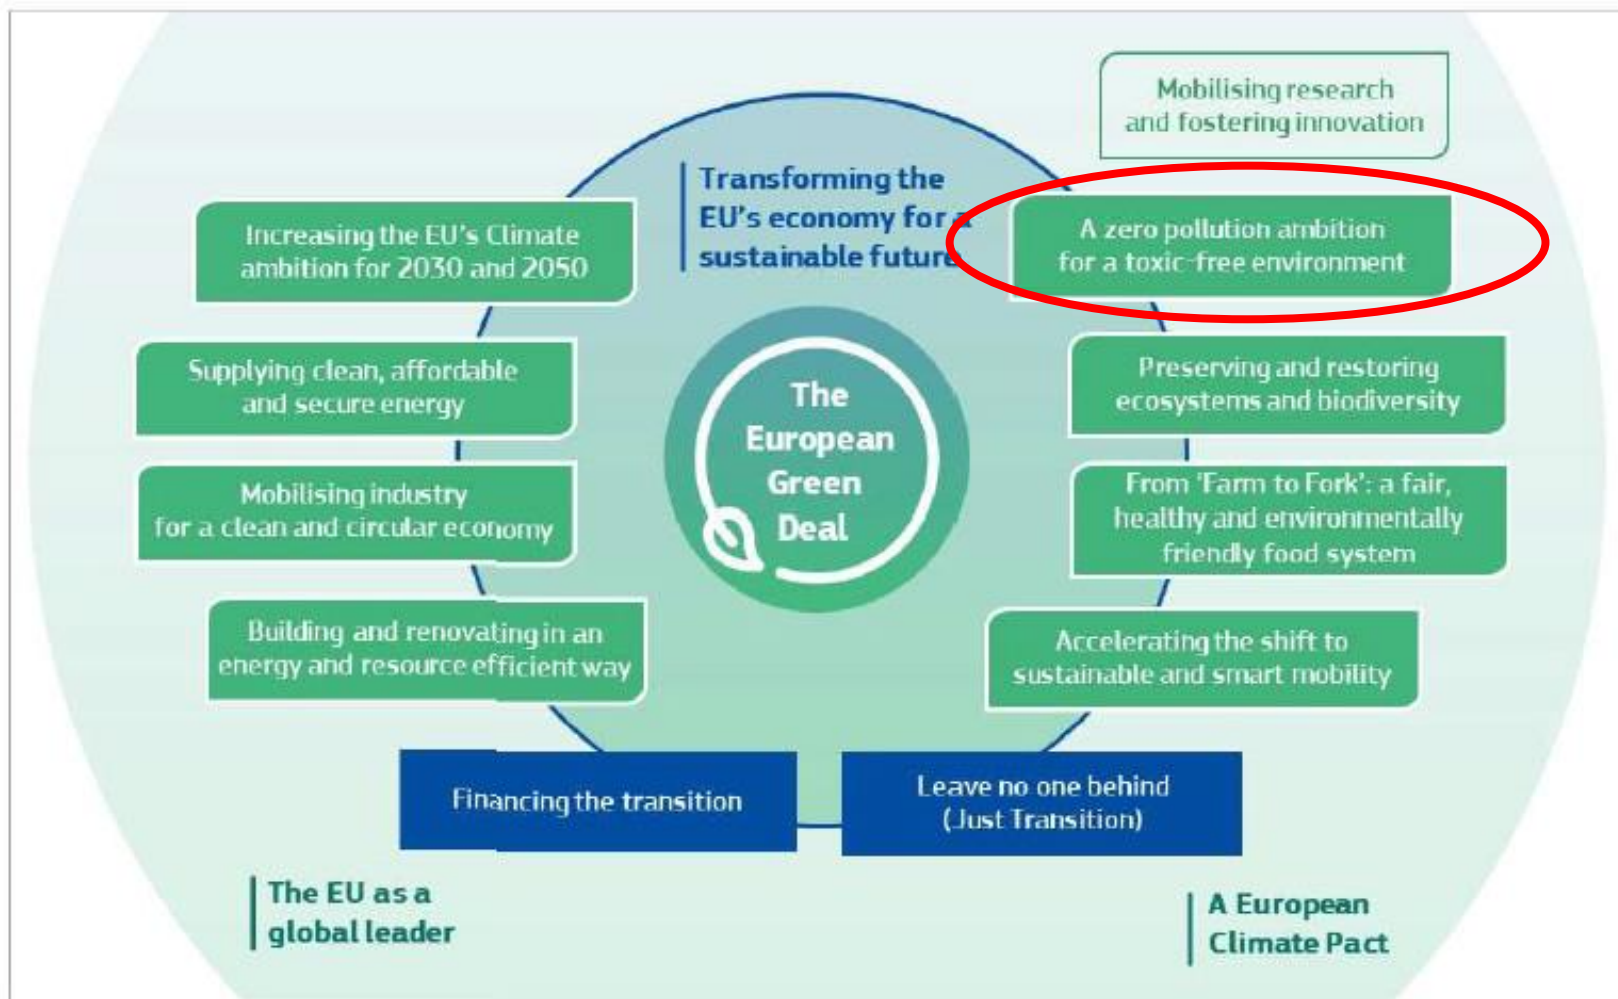 Mobilising research
and fostering innovation
Transforming the
EU's economy for a
sustainable future
Increasing the EU's Climate
ambition for 2030 and 2050
A zero pollution ambition
for a toxic-free environment
Supplying clean, affordable
and secure energy
Preserving and restoring
ecosystems and biodiversity
The
European
Green
Deal
Mobilising industry
for a clean and circular economy
From 'Farm to Fork': a fair,
healthy and environmentally
friendly food system
Building and renovating in an
energy and resource efficient way
Accelerating the shift to
sustainable and smart mobility
Financing the transition
Leave no one behind
(Just Transition)
The EU as a
global leader
A European
Climate Pact